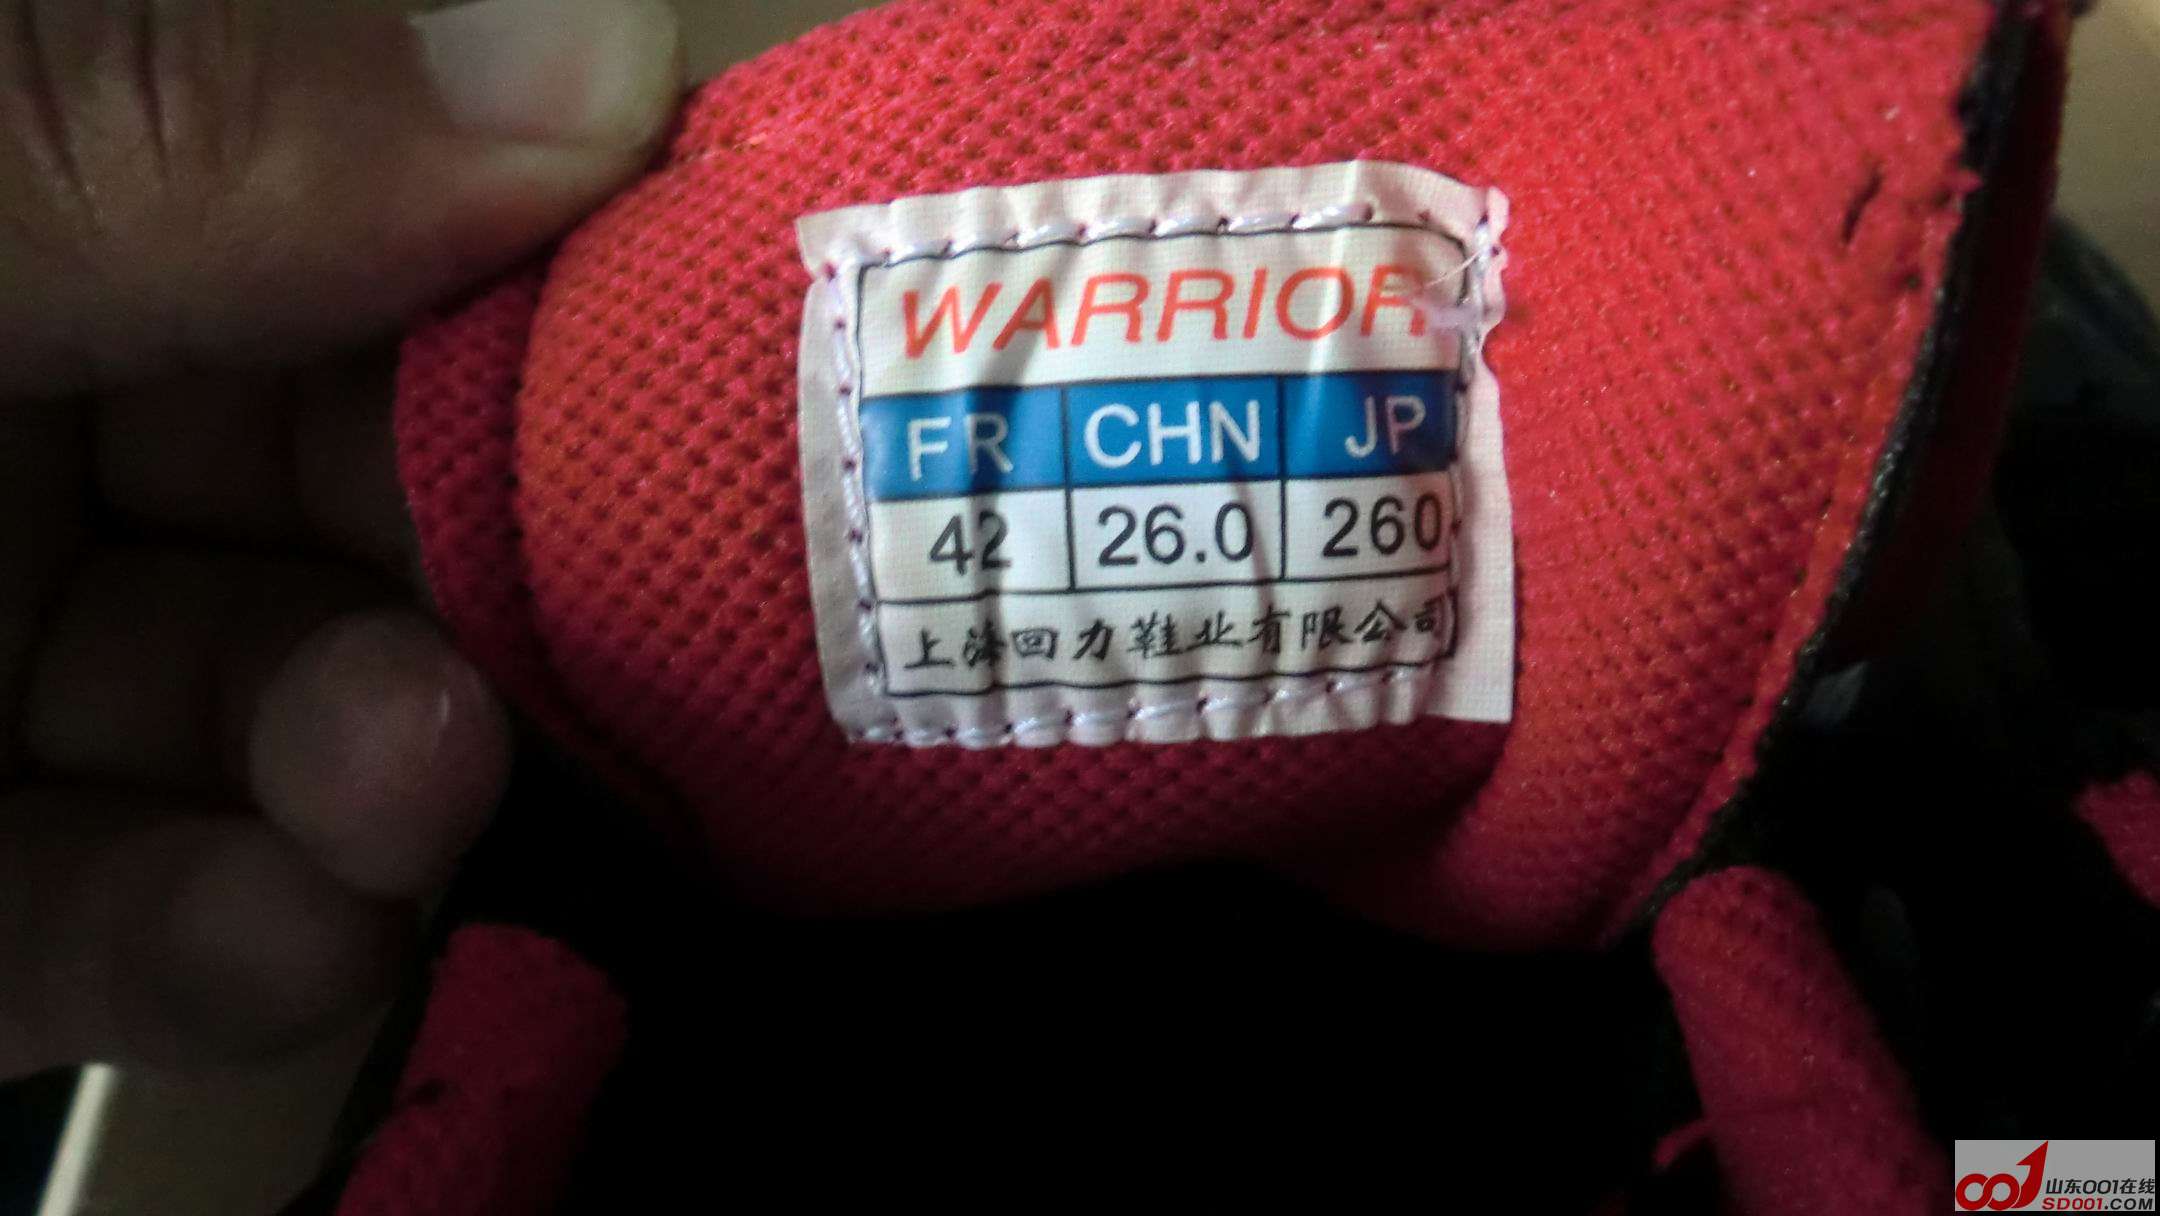 WARRIOR
FR CHN JP
42 26.0 260
上海回力鞋业有限公司
001 山东001在线
SD001.COM